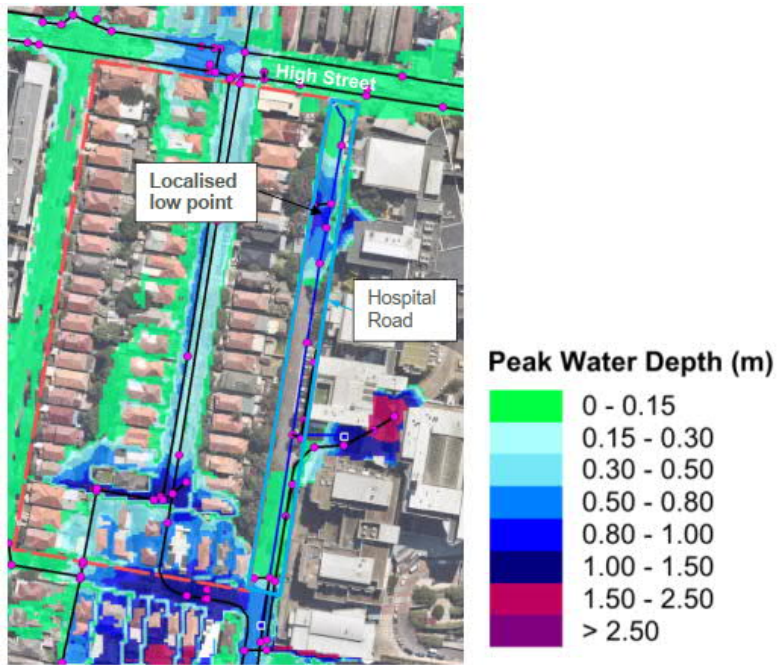 High Street
Localised
low point
Hospital
Road
Peak Water Depth (m)
0 - 0.15
0.15 - 0.30
0.30 - 0.50
0.50 - 0.80
0.80 - 1.00
1.00 - 1.50
1.50 - 2.50
> 2.50